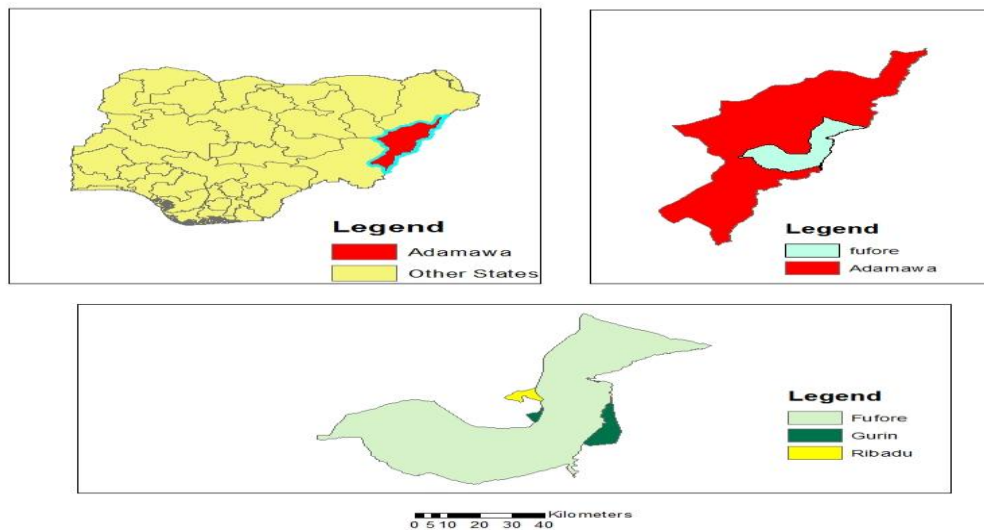 Legend
Adamawa
Other States
Legend
fufore
Adamawa
Legend
Fufore
Gurin
Ribadu
Kilometers
0 5 10 20 30 40